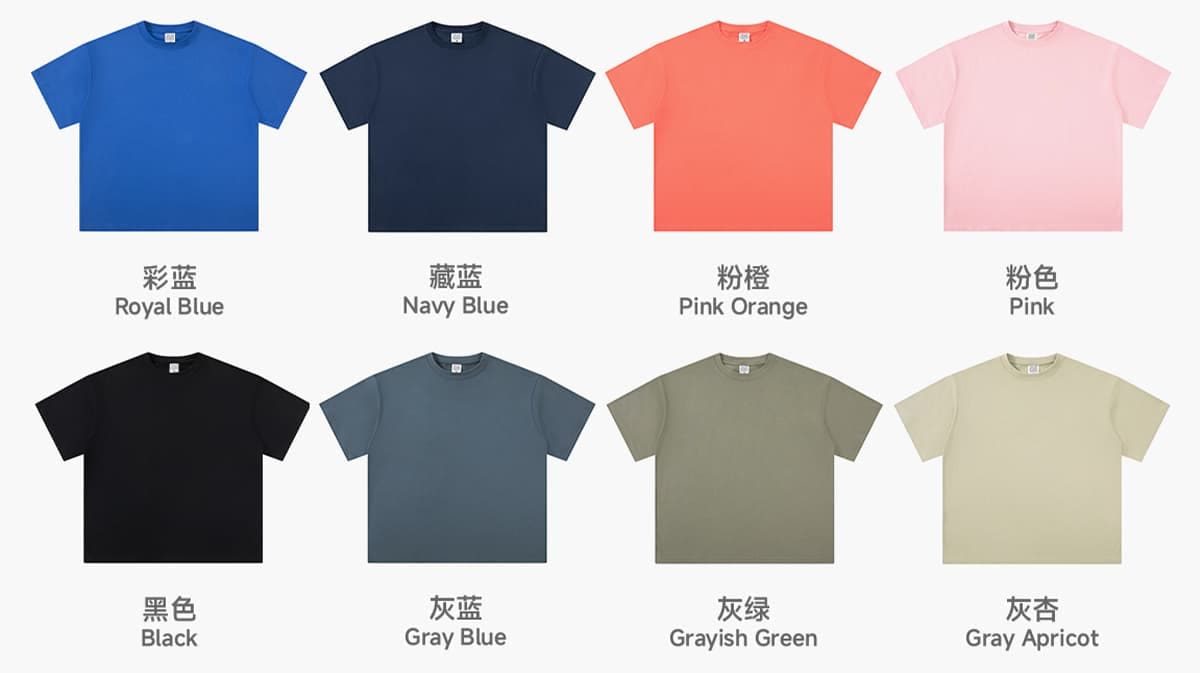 彩蓝
Royal Blue
藏蓝
Navy Blue
粉橙
Pink Orange
粉色
Pink
黑色
Black
灰蓝
Gray Blue
灰绿
Grayish Green
灰杏
Gray Apricot